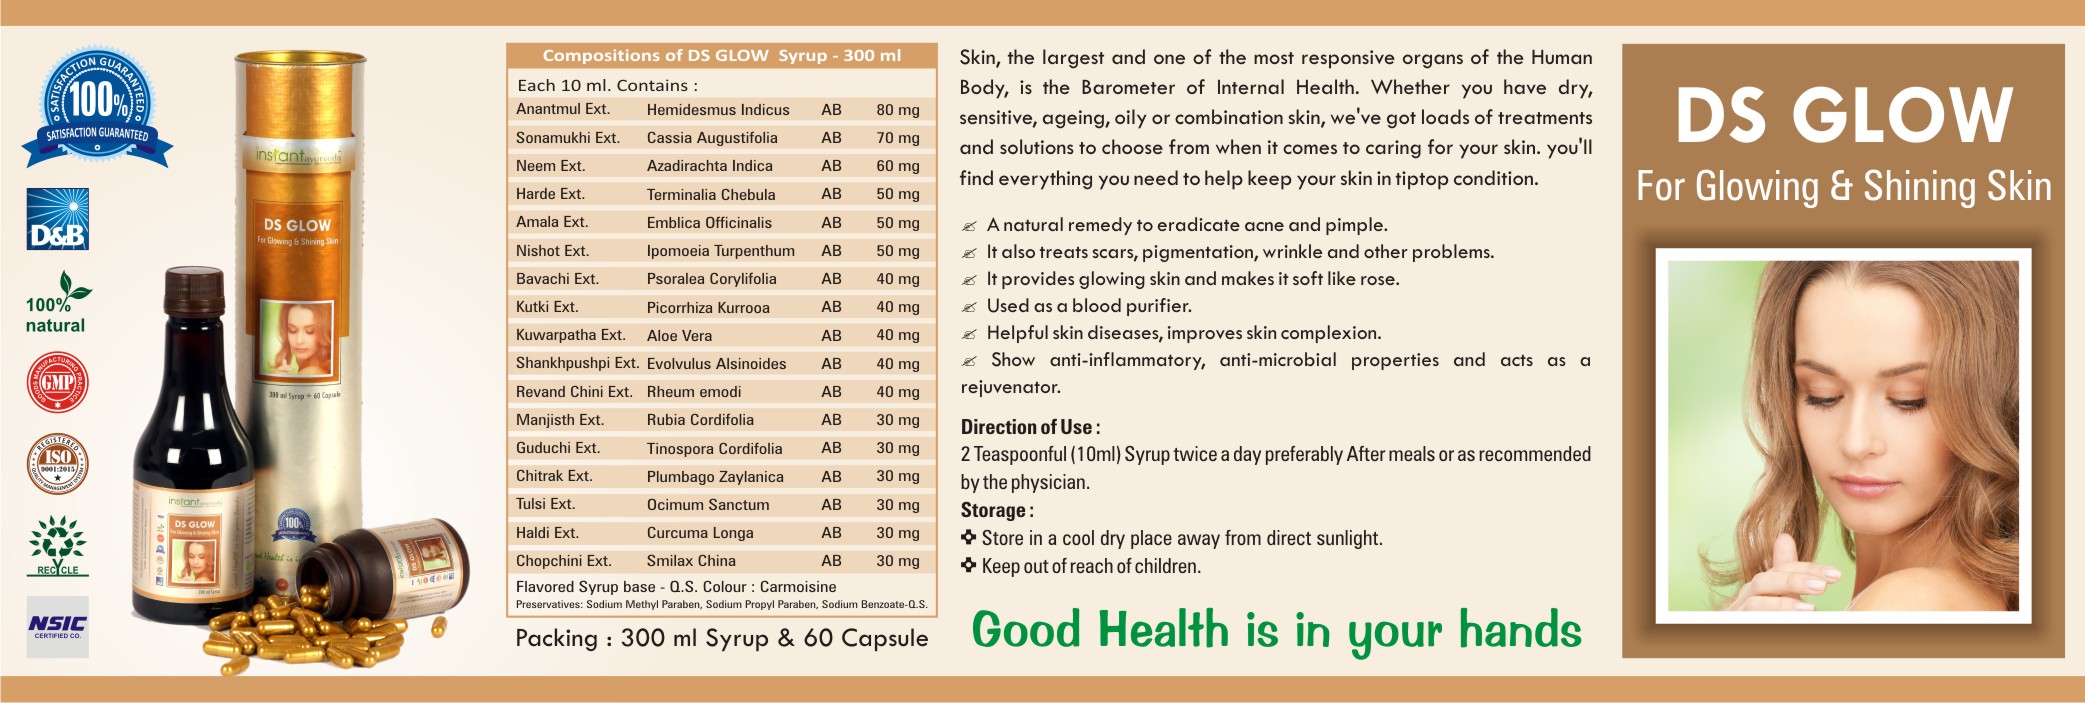 SATISFACTION GUARANTEED
100%
SATISFACTION GUARANTEED
D&B
100%
natural
GOODS MANUFACTURING PRACTICE
GMP
REGISTERED
ISO
9001:2015
QUALITY MANAGEMENT SYSTEM
RECYCLE
NSIC
CERTIFIED CO.
instant ayurveda
DS GLOW
For Glowing & Shining Skin
300 ml Syrup + 60 Capsule
100%
instant ayurveda
DS GLOW
For Glowing & Shining Skin
300 ml Syrup
Compositions of DS GLOW Syrup - 300 ml
Each 10 ml. Contains :
Anantmul Ext. Hemidesmus Indicus AB 80 mg
Sonamukhi Ext. Cassia Augustifolia AB 70 mg
Neem Ext. Azadirachta Indica AB 60 mg
Harde Ext. Terminalia Chebula AB 50 mg
Amala Ext. Emblica Officinalis AB 50 mg
Nishot Ext. Ipomoeia Turpenthum AB 50 mg
Bavachi Ext. Psoralea Corylifolia AB 40 mg
Kutki Ext. Picorrhiza Kurrooa AB 40 mg
Kuwarpatha Ext. Aloe Vera AB 40 mg
Shankhpushpi Ext. Evolvulus Alsinoides AB 40 mg
Revand Chini Ext. Rheum emodi AB 40 mg
Manjisth Ext. Rubia Cordifolia AB 30 mg
Guduchi Ext. Tinospora Cordifolia AB 30 mg
Chitrak Ext. Plumbago Zaylanica AB 30 mg
Tulsi Ext. Ocimum Sanctum AB 30 mg
Haldi Ext. Curcuma Longa AB 30 mg
Chopchini Ext. Smilax China AB 30 mg
Flavored Syrup base - Q.S. Colour : Carmoisine
Preservatives: Sodium Methyl Paraben, Sodium Propyl Paraben, Sodium Benzoate-Q.S.
Packing : 300 ml Syrup & 60 Capsule
Skin, the largest and one of the most responsive organs of the Human
Body, is the Barometer of Internal Health. Whether you have dry,
sensitive, ageing, oily or combination skin, we've got loads of treatments
and solutions to choose from when it comes to caring for your skin. you'll
find everything you need to help keep your skin in tiptop condition.
A natural remedy to eradicate acne and pimple.
It also treats scars, pigmentation, wrinkle and other problems.
It provides glowing skin and makes it soft like rose.
Used as a blood purifier.
Helpful skin diseases, improves skin complexion.
Show anti-inflammatory, anti-microbial properties and acts as a
rejuvenator.
Direction of Use :
2 Teaspoonful (10ml) Syrup twice a day preferably After meals or as recommended
by the physician.
Storage :
Store in a cool dry place away from direct sunlight.
Keep out of reach of children.
Good Health is in your hands
DS GLOW
For Glowing & Shining Skin